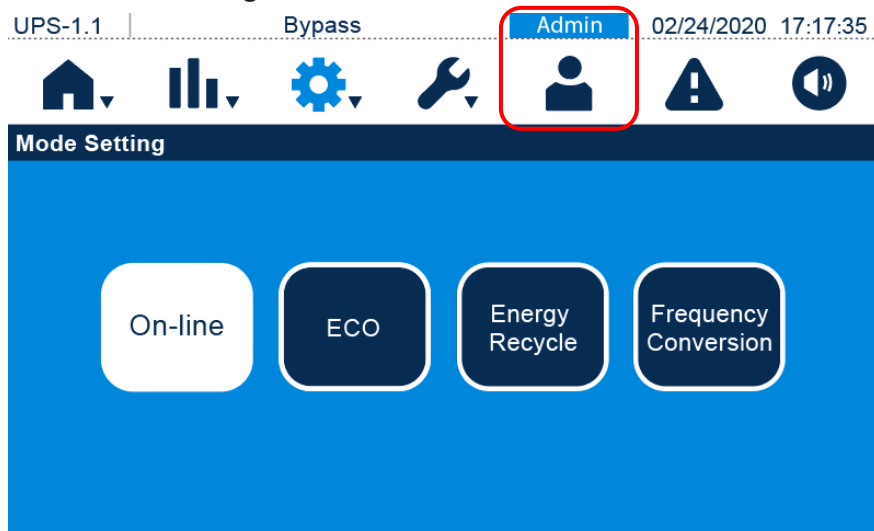 UPS-1.1 Bypass Admin 02/24/2020 17:17:35
Mode Setting
On-line
ECO
Energy
Recycle
Frequency
Conversion